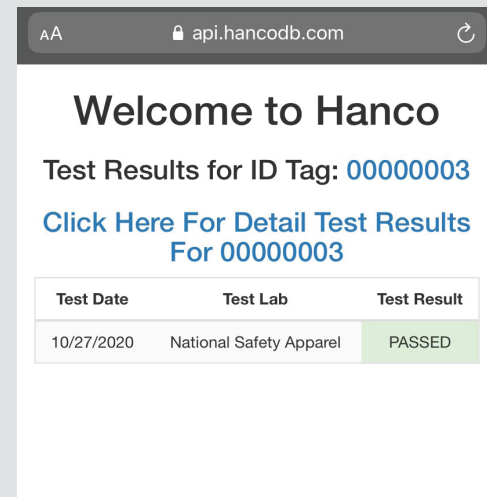 AA api.hancodb.com
Welcome to Hanco
Test Results for ID Tag: 00000003
Click Here For Detail Test Results
For 00000003
Test Date Test Lab Test Result
10/27/2020 National Safety Apparel PASSED